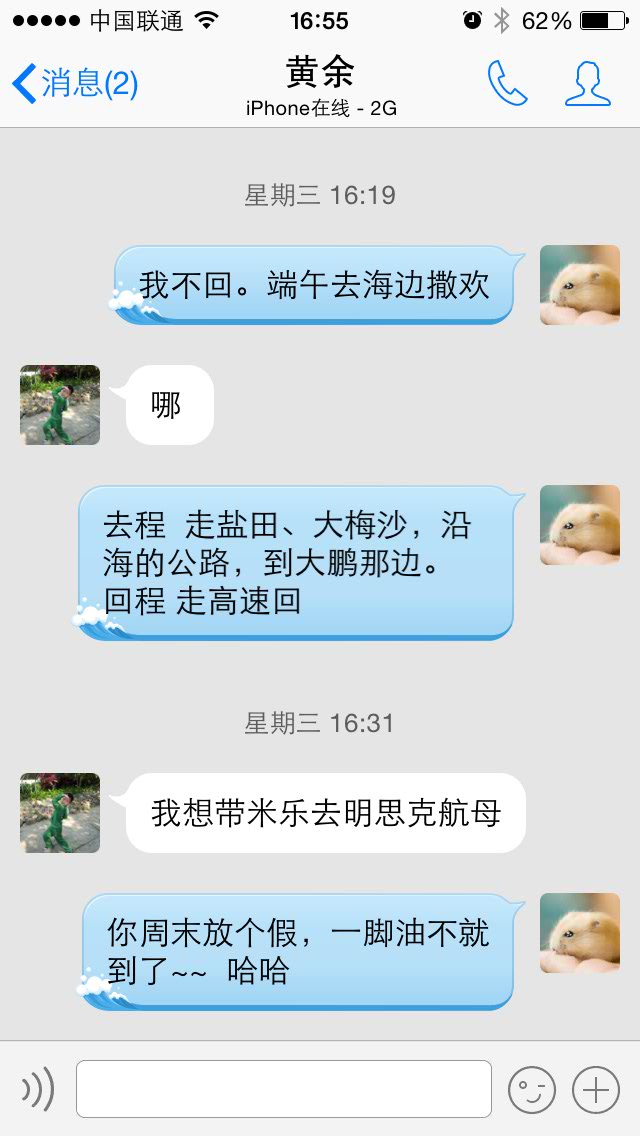 中国联通 16:55 62%
消息(2) 黄余
iPhone在线 - 2G
星期三 16:19
我不回。端午去海边撒欢
哪
去程 走盐田、大梅沙，沿
海的公路，到大鹏那边。
回程 走高速回
星期三 16:31
我想带米乐去明思克航母
你周末放个假，一脚油不就
到了~~ 哈哈